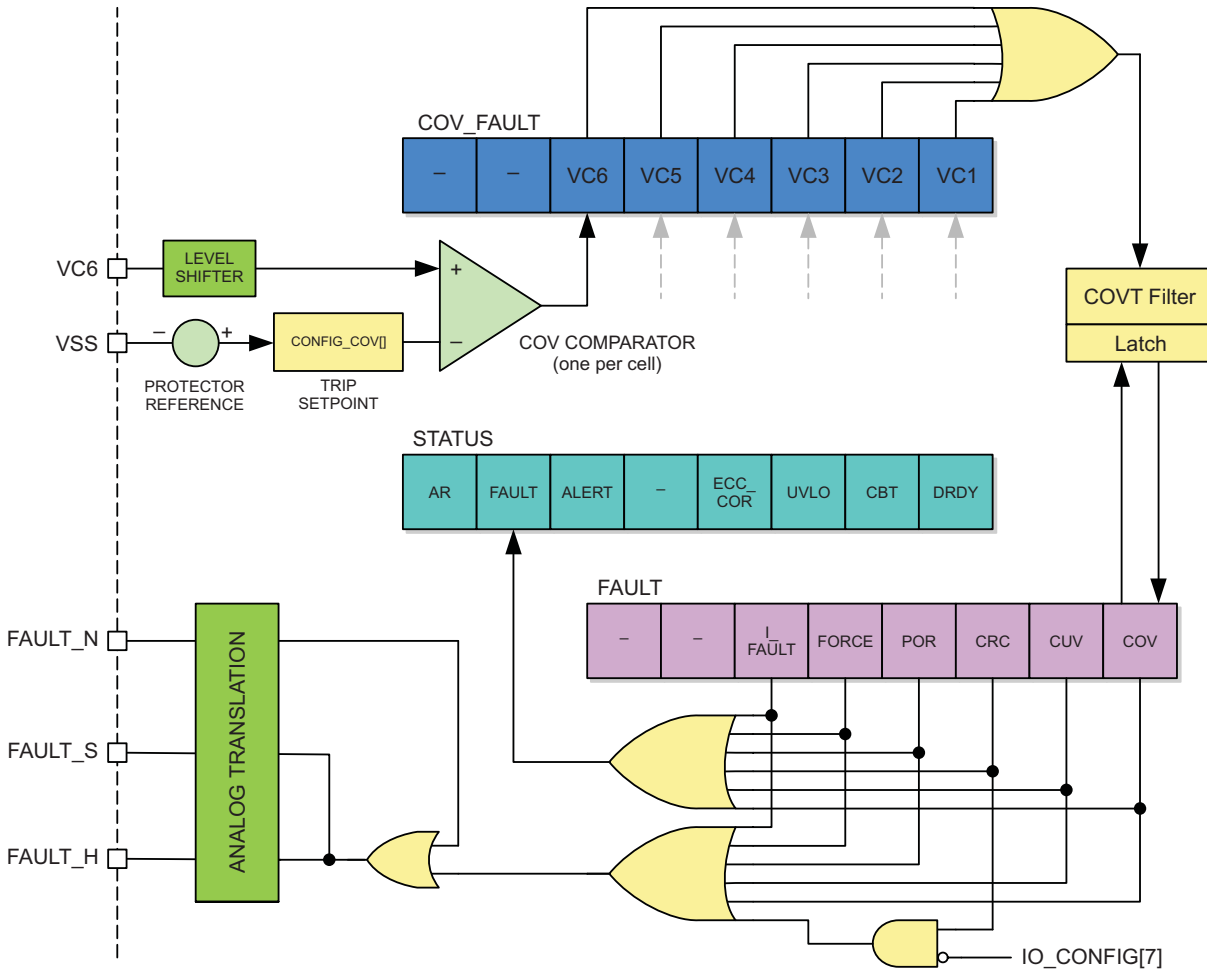 COV_FAULT
– – VC6 VC5 VC4 VC3 VC2 VC1
VC6
LEVEL
SHIFTER
+
–
COV COMPARATOR
(one per cell)
VSS
– +
CONFIG_COV[]
PROTECTOR
REFERENCE
TRIP
SETPOINT
COVT Filter
Latch
STATUS
AR FAULT ALERT – ECC_
COR UVLO CBT DRDY
FAULT
– – I_
FAULT FORCE POR CRC CUV COV
FAULT_N
FAULT_S
FAULT_H
ANALOG TRANSLATION
IO_CONFIG[7]